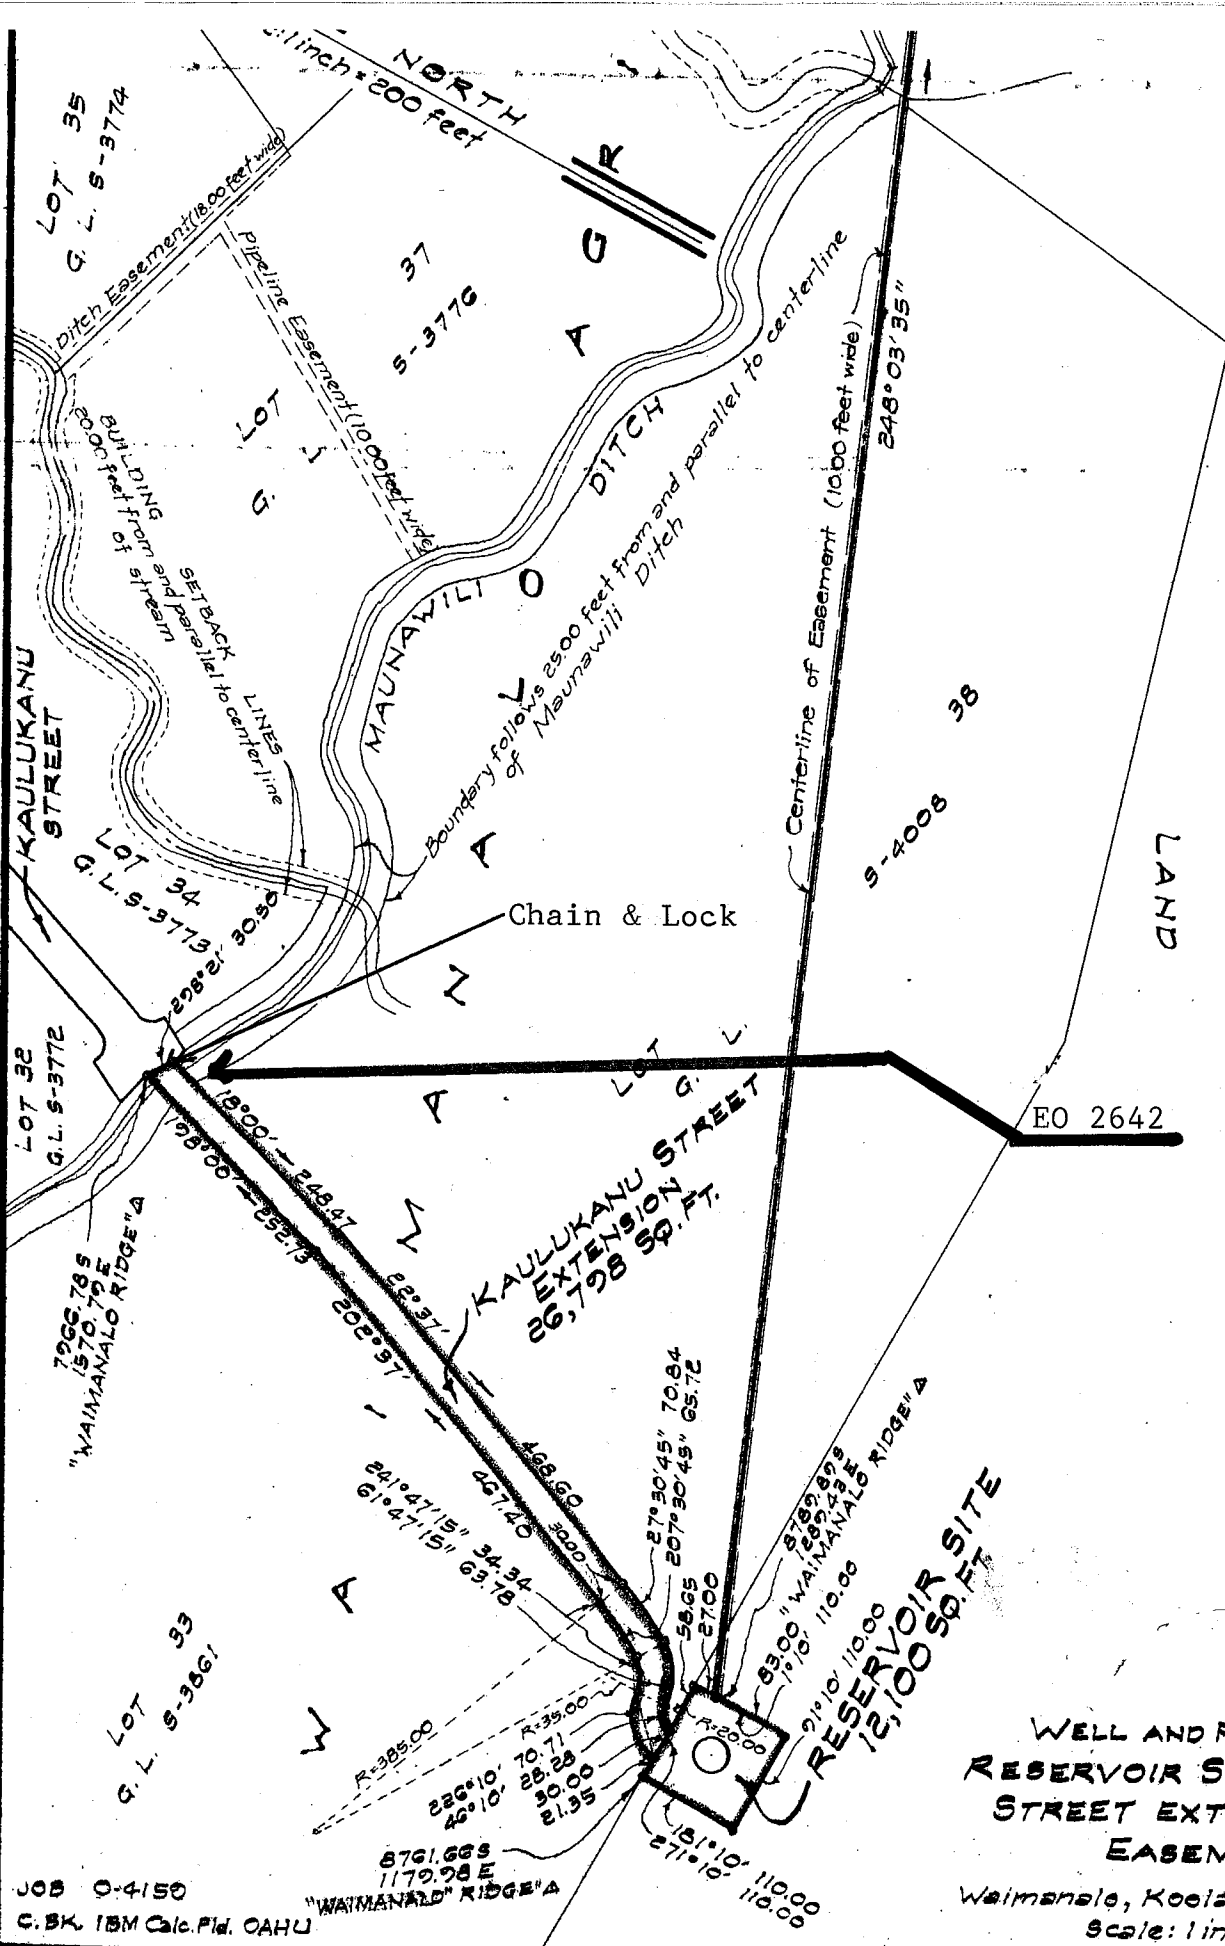 1 inch = 200 feet
NORTH
LOT 35
G. L. S-3774
Ditch Easement (18.00 feet wide)
Pipeline Easement (10.00 feet wide)
LOT 37
G. L. S-3776
BUILDING SETBACK LINES
20.00 feet from and parallel to centerline
of stream
MAUNAWILI DITCH
Boundary follows 25.00 feet from and parallel to centerline
of Maunawili Ditch
Centerline of Easement (10.00 feet wide)
248°03'35"
LOT 38
G. L. S-4008
LAND
KAULUKANU
STREET
LOT 34
G. L. S-3773
298°21' 30.50
Chain & Lock
LOT 32
G. L. S-3772
EO 2642
W A I M A N A L O
A G R
18°00' 248.47
198°00' 252.73
7966.78 S
1570.79 E
"WAIMANALO RIDGE" Δ
KAULUKANU STREET
EXTENSION
26,798 SQ. FT.
22°37'
202°37'
468.60
467.40
30.00
27°30'45" 70.84
207°30'45" 65.72
241°47'15" 34.34
61°47'15" 63.78
58.65
27.00
8789.89 S
1289.43 E
"WAIMANALO RIDGE" Δ
83.00
1°10' 110.00
91°10' 110.00
RESERVOIR SITE
12,100 SQ. FT.
R=20.00
R=35.00
R=385.00
LOT 33
G. L. S-3861
226°10' 70.71
46°10' 28.28
30.00
21.35
8761.66 S
1179.98 E
"WAIMANALO" RIDGE" Δ
181°10' 110.00
271°10' 110.00
WELL AND
RESERVOIR S
STREET EXT
EASEM
Waimanalo, Koola
Scale: 1 in
JOB O-4150
C. BK. IBM Calc. Fld. OAHU